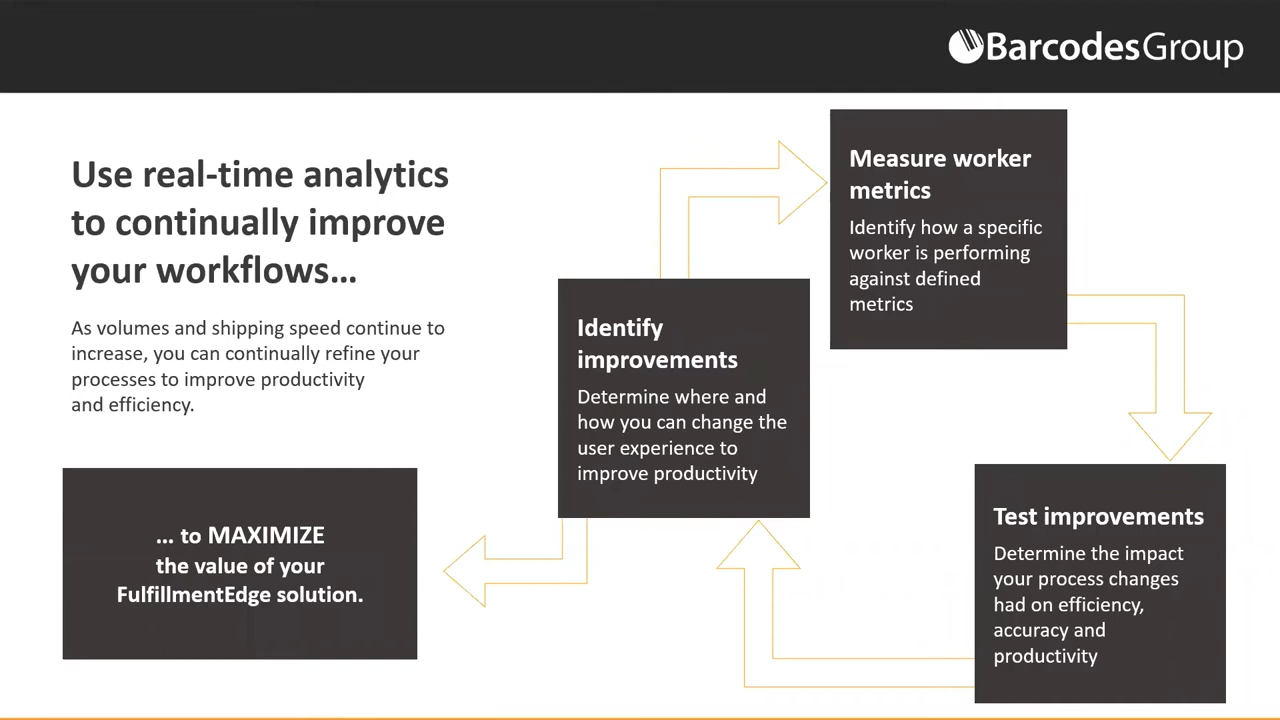 BarcodesGroup
Use real-time analytics
to continually improve
your workflows...
As volumes and shipping speed continue to
increase, you can continually refine your
processes to improve productivity
and efficiency.
... to MAXIMIZE
the value of your
FulfillmentEdge solution.
Identify
improvements
Determine where and
how you can change the
user experience to
improve productivity
Measure worker
metrics
Identify how a specific
worker is performing
against defined
metrics
Test improvements
Determine the impact
your process changes
had on efficiency,
accuracy and
productivity